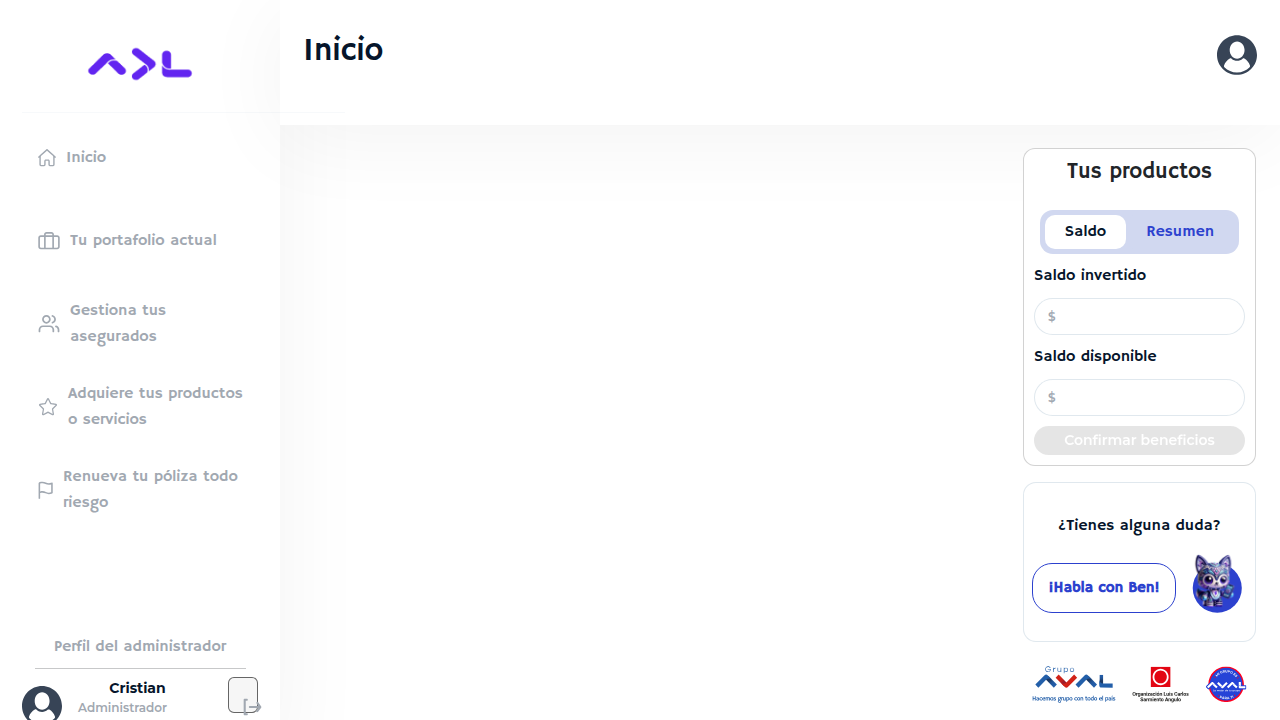 Inicio
Inicio
Tu portafolio actual
Gestiona tus
asegurados
Adquiere tus productos
o servicios
Renueva tu póliza todo
riesgo
Perfil del administrador
Cristian
Administrador
Tus productos
Saldo
Resumen
Saldo invertido
$
Saldo disponible
$
Confirmar beneficios
¿Tienes alguna duda?
¡Habla con Ben!
Grupo
AVAL
Hacemos grupo con todo el país
Organización Luis Carlos
Sarmiento Angulo
AVAL